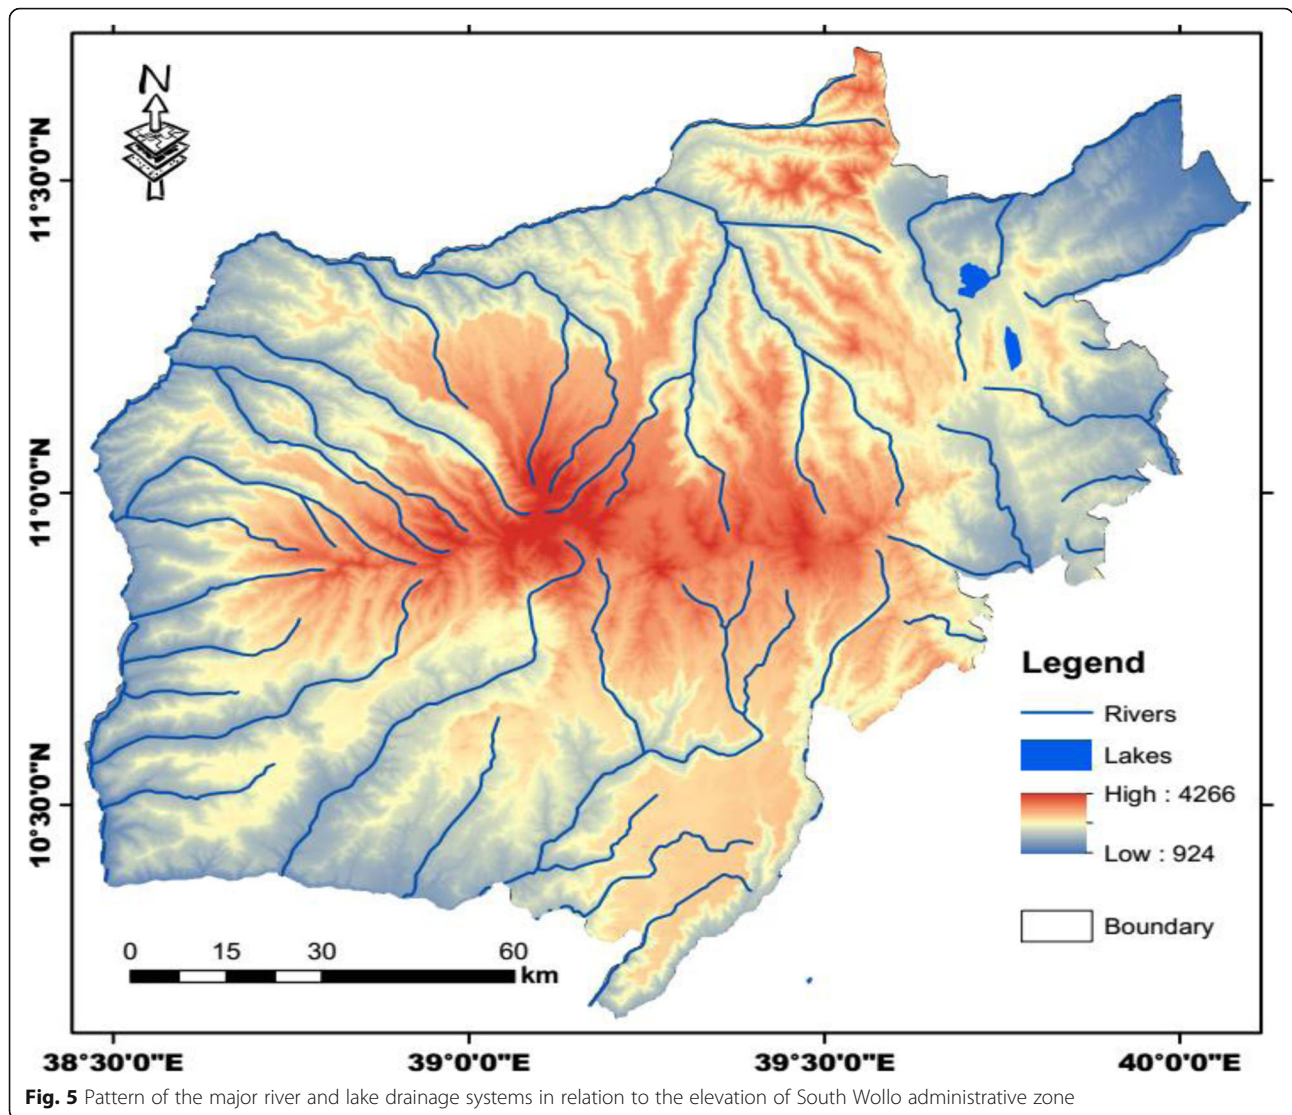 N
11°30'0"N
11°0'0"N
10°30'0"N
Legend
Rivers
Lakes
High : 4266
Low : 924
Boundary
0 15 30 60
km
38°30'0"E 39°0'0"E 39°30'0"E 40°0'0"E
Fig. 5 Pattern of the major river and lake drainage systems in relation to the elevation of South Wollo administrative zone